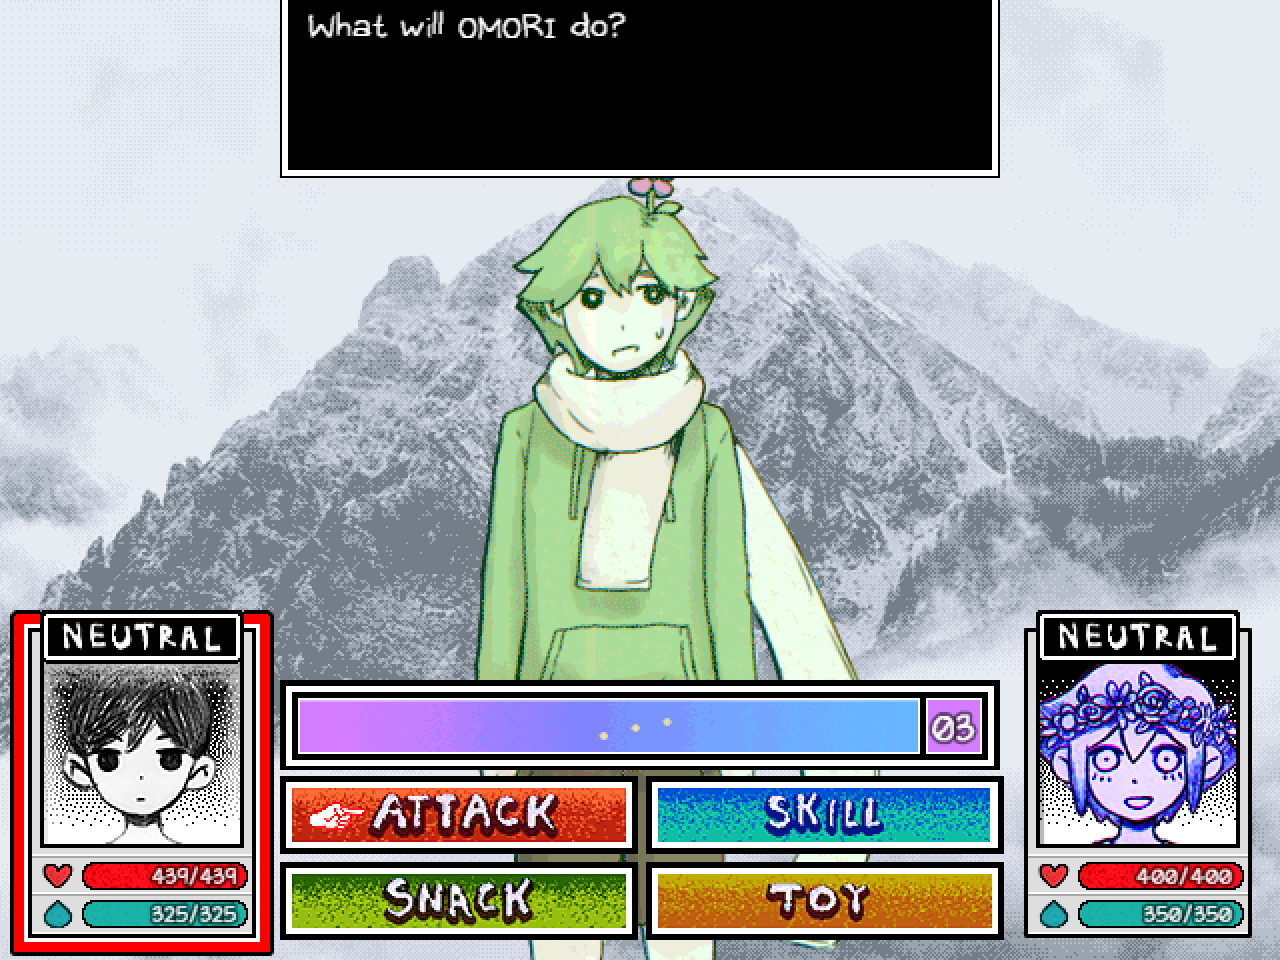 What will OMORI do?
NEUTRAL
439/439
325/325
03
ATTACK
SKILL
SNACK
TOY
NEUTRAL
400/400
350/350